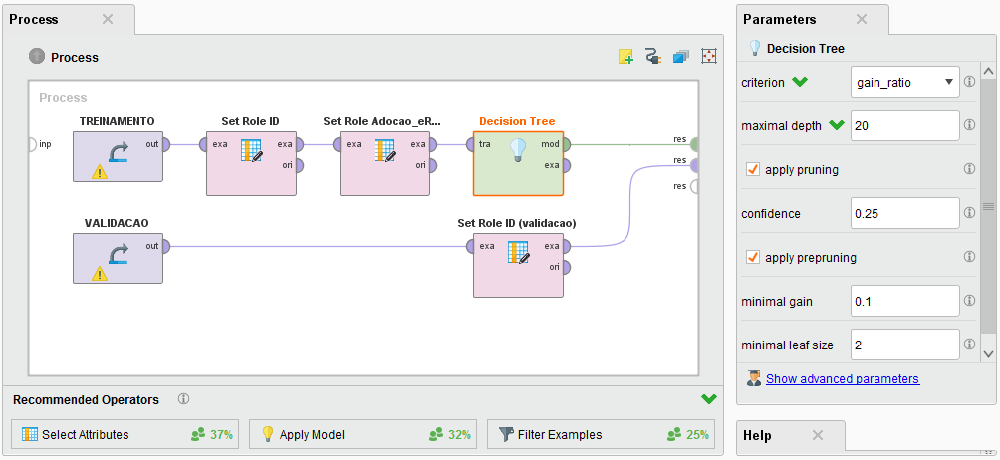 Process
Parameters
Process
Decision Tree
Process
criterion
gain_ratio
inp
TREINAMENTO
out
Set Role ID
exa
exa
ori
Set Role Adocao_eR...
exa
exa
ori
Decision Tree
tra
mod
exa
res
res
res
maximal depth
20
apply pruning
confidence
0.25
VALIDACAO
out
Set Role ID (validacao)
exa
exa
ori
apply prepruning
minimal gain
0.1
minimal leaf size
2
Show advanced parameters
Recommended Operators
Select Attributes
37%
Apply Model
32%
Filter Examples
25%
Help